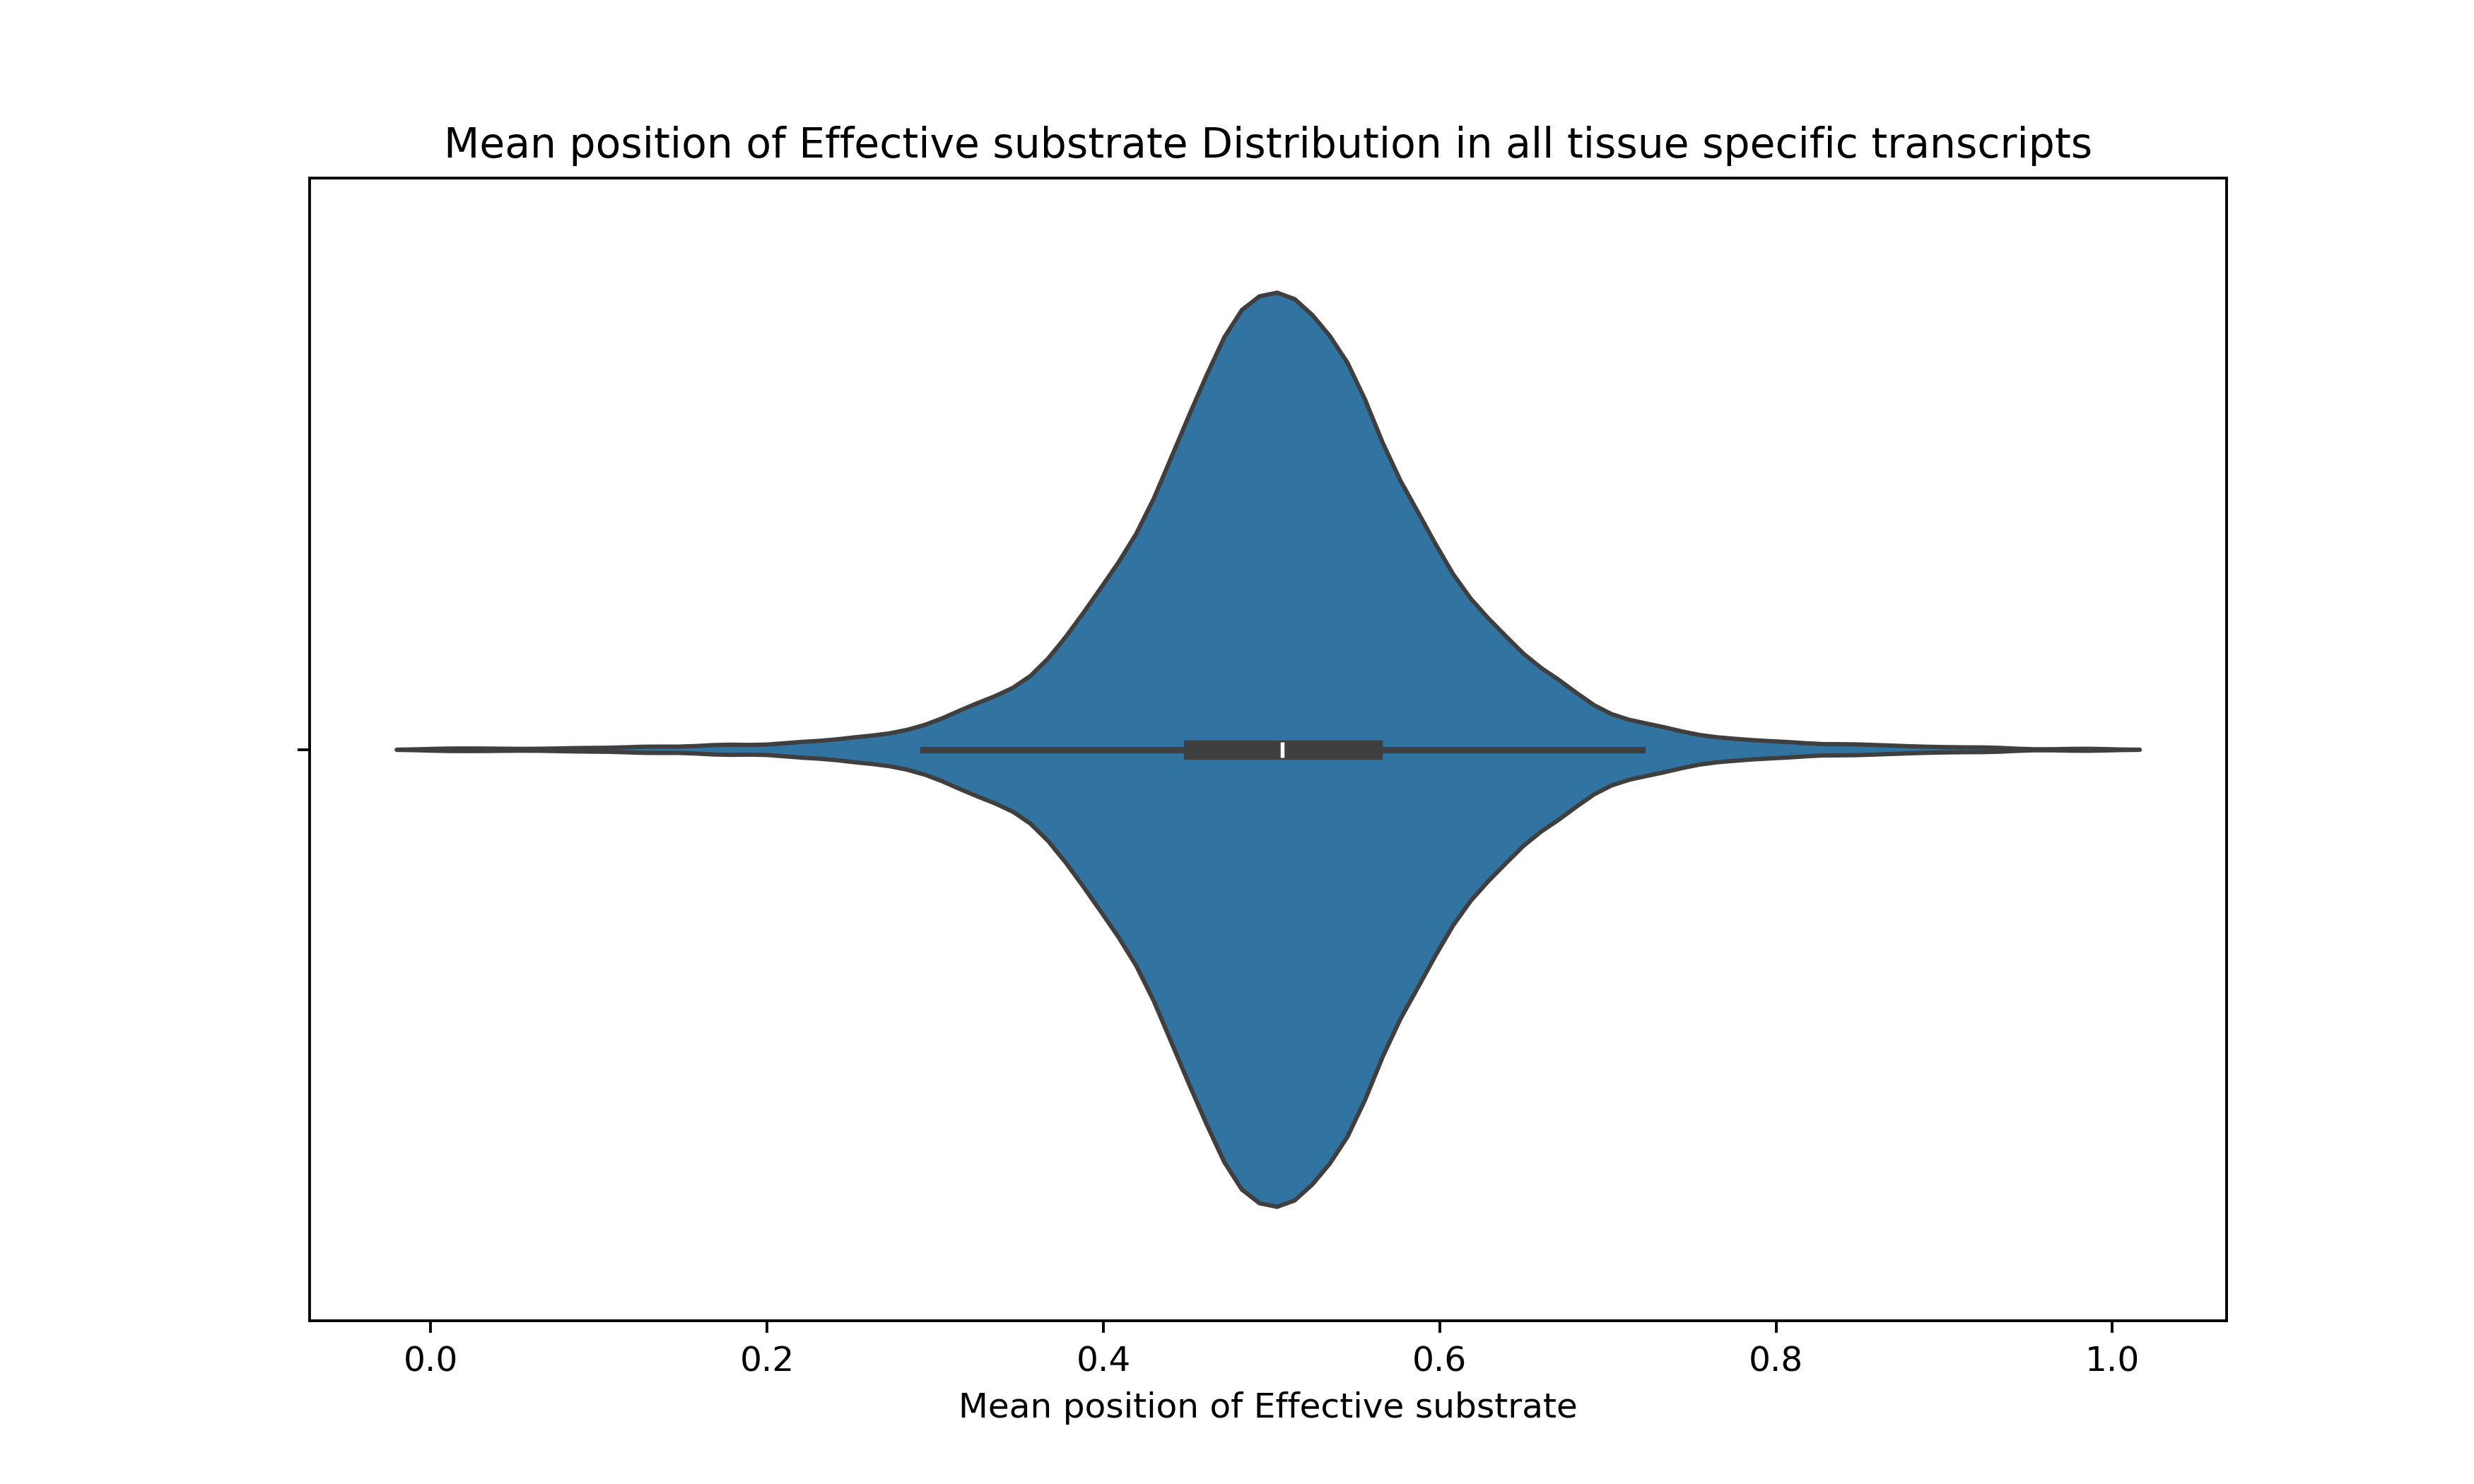 Mean position of Effective substrate Distribution in all tissue specific transcripts
0.0 0.2 0.4 0.6 0.8 1.0
Mean position of Effective substrate